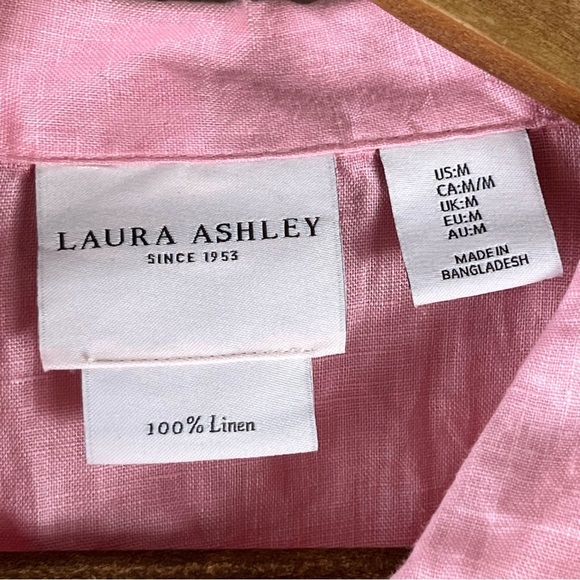 LAURA ASHLEY
SINCE 1953
100% Linen
US:M
CA:M/M
UK:M
EU:M
AU:M
MADE IN
BANGLADESH